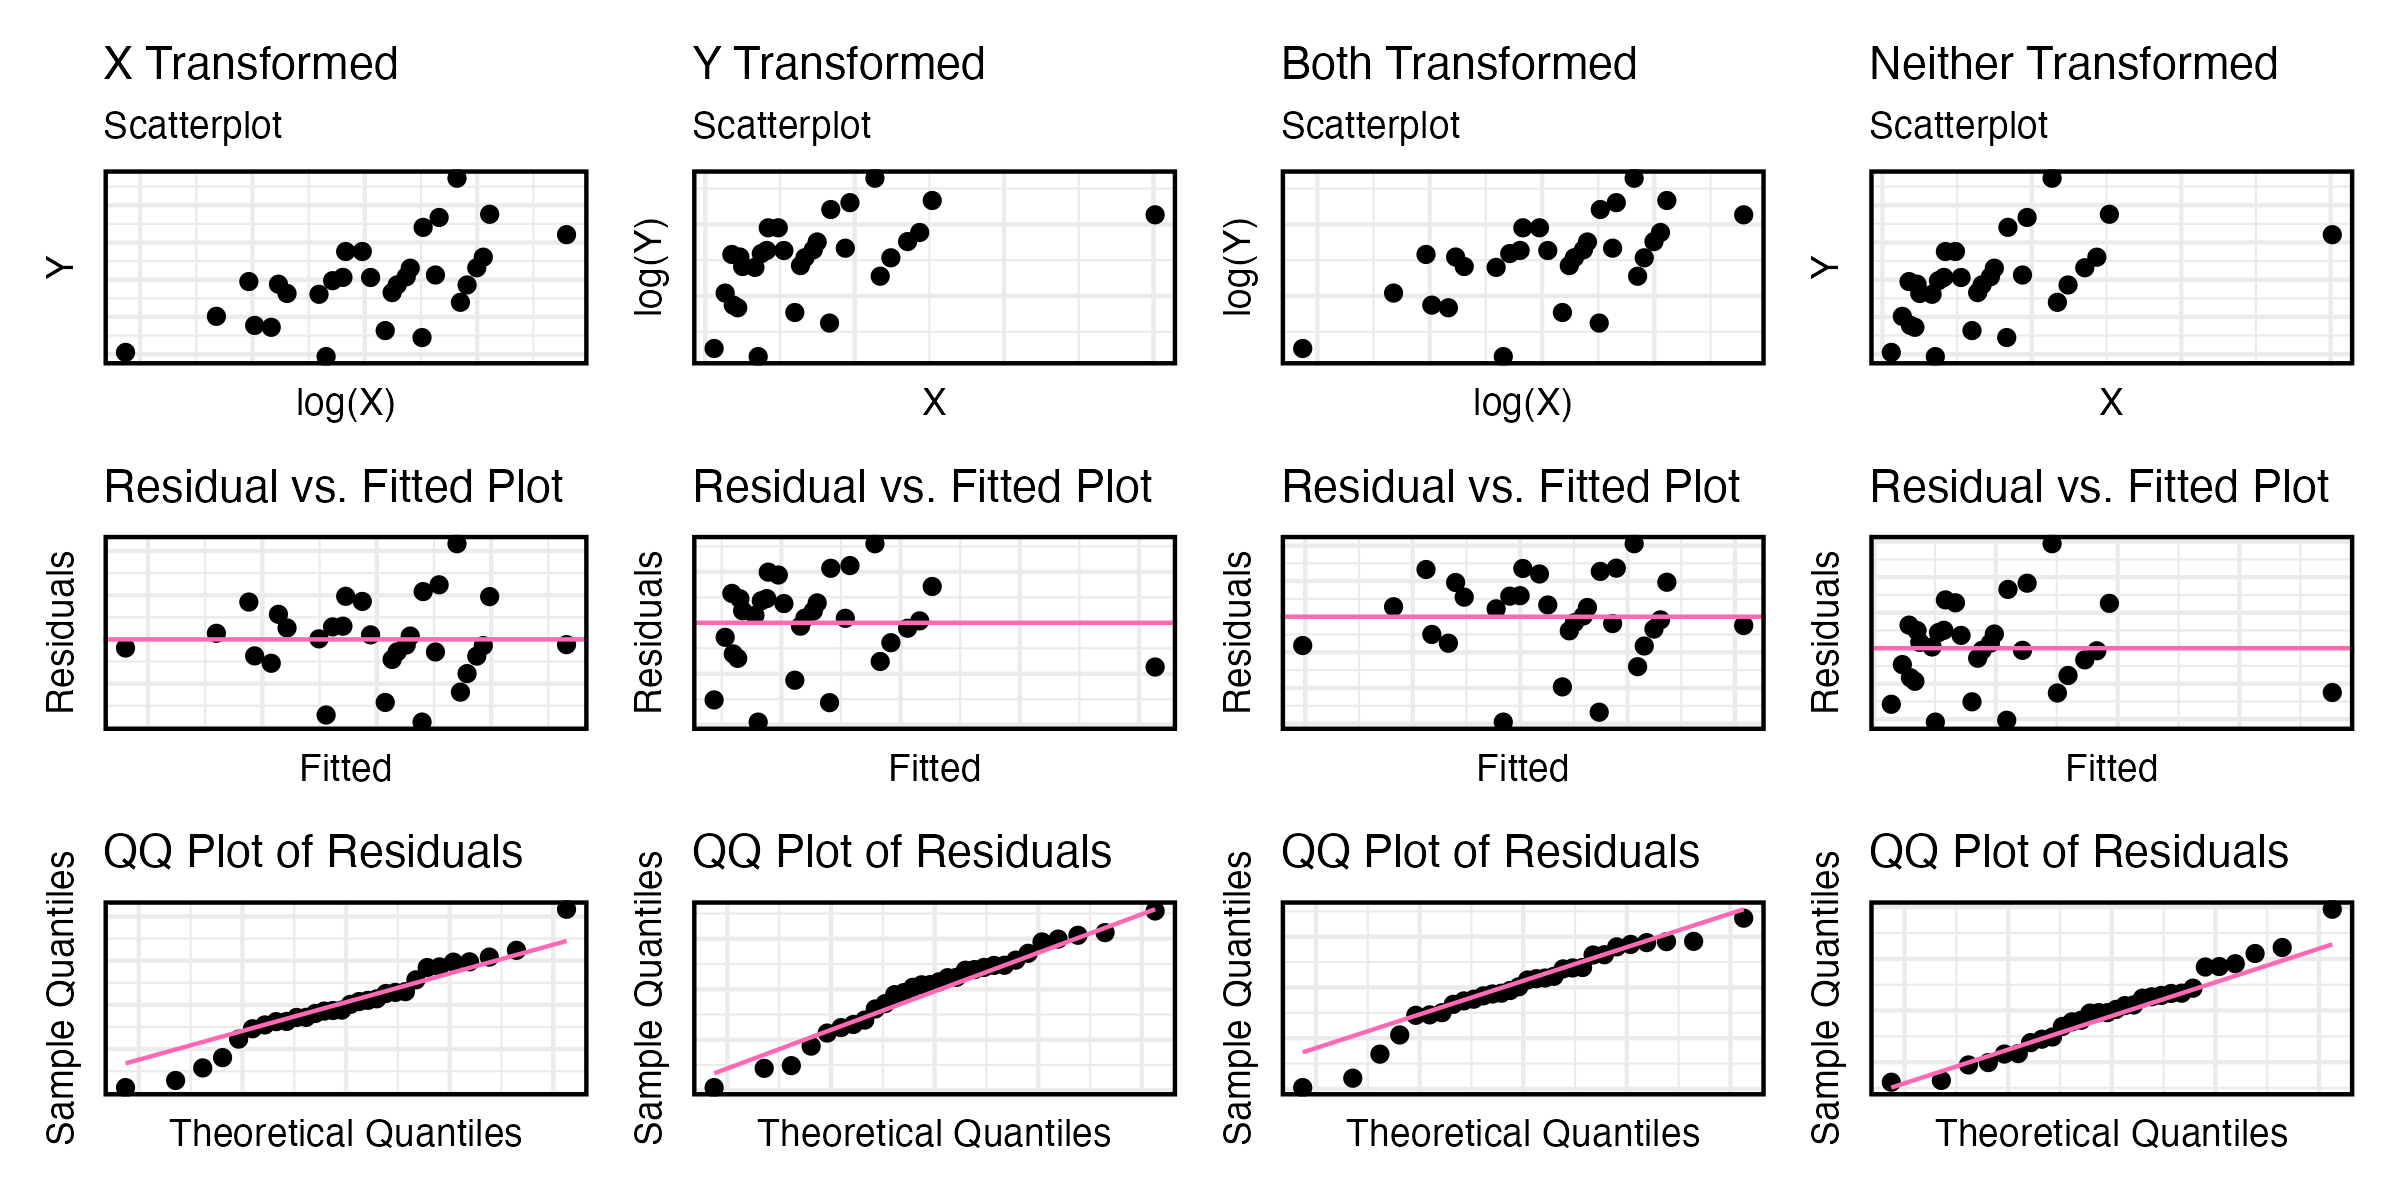 X Transformed
Y Transformed
Both Transformed
Neither Transformed
Scatterplot
Scatterplot
Scatterplot
Scatterplot
Y
log(Y)
log(Y)
Y
log(X)
X
log(X)
X
Residual vs. Fitted Plot
Residual vs. Fitted Plot
Residual vs. Fitted Plot
Residual vs. Fitted Plot
Residuals
Residuals
Residuals
Residuals
Fitted
Fitted
Fitted
Fitted
QQ Plot of Residuals
QQ Plot of Residuals
QQ Plot of Residuals
QQ Plot of Residuals
Sample Quantiles
Sample Quantiles
Sample Quantiles
Sample Quantiles
Theoretical Quantiles
Theoretical Quantiles
Theoretical Quantiles
Theoretical Quantiles